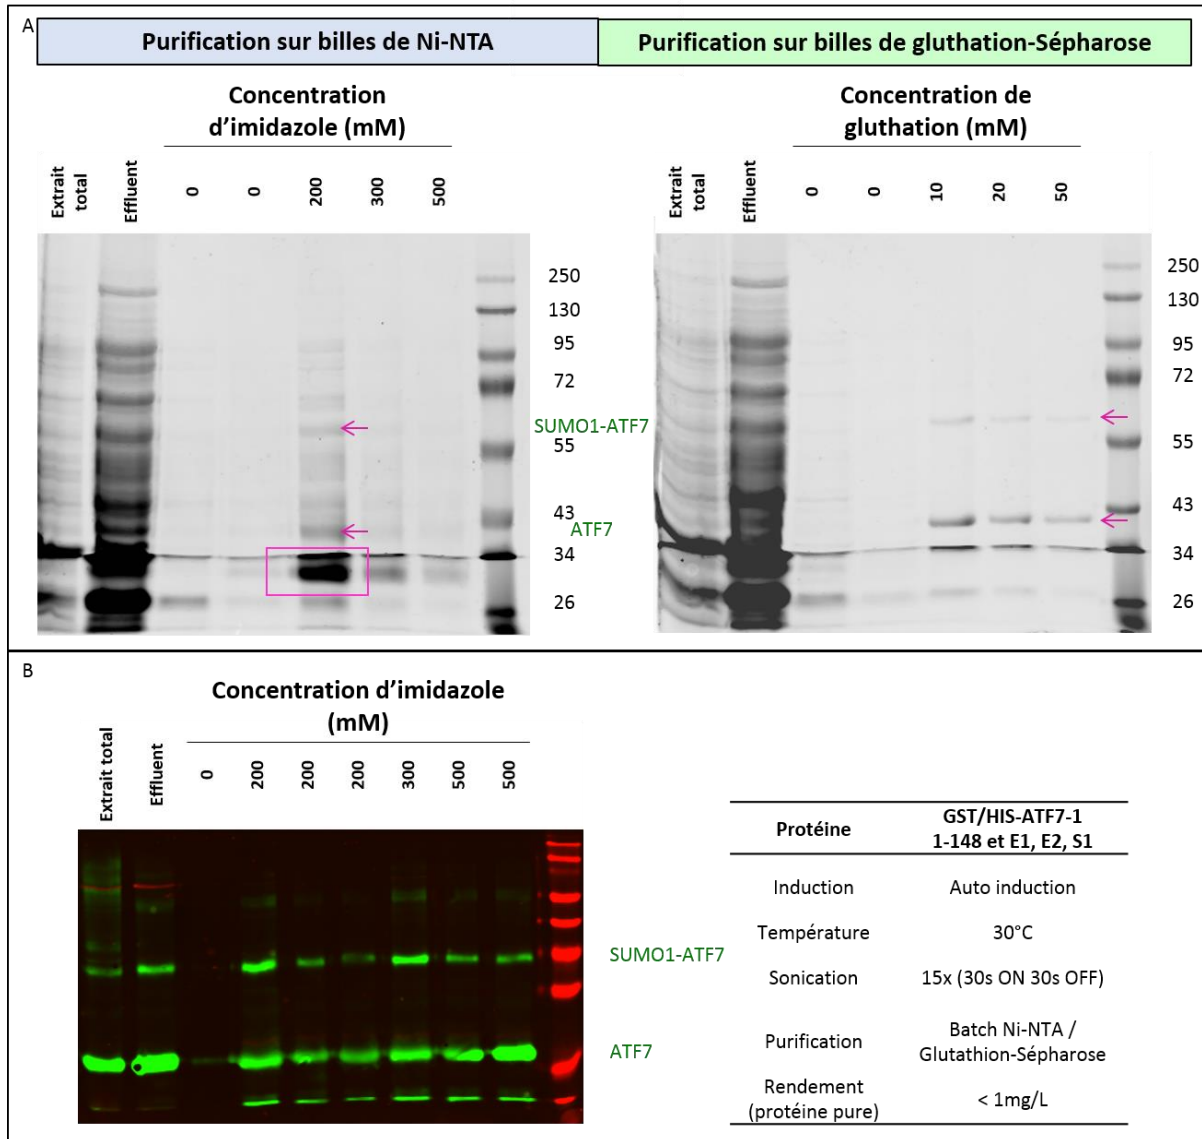 A
Purification sur billes de Ni-NTA
Purification sur billes de gluthation-Sépharose
Concentration
d'imidazole (mM)
Extrait
total
Effluent
0
0
200
300
500
Concentration de
gluthation (mM)
Extrait
total
Effluent
0
0
10
20
50
250
130
95
72
SUMO1-ATF7
55
43
ATF7
34
26
250
130
95
72
55
43
34
26
B
Concentration d'imidazole
(mM)
Extrait total
Effluent
0
200
200
200
300
500
500
SUMO1-ATF7
ATF7
Protéine
GST/HIS-ATF7-1
1-148 et E1, E2, S1
Induction
Auto induction
Température
30°C
Sonication
15x (30s ON 30s OFF)
Purification
Batch Ni-NTA /
Glutathion-Sépharose
Rendement
(protéine pure)
< 1mg/L